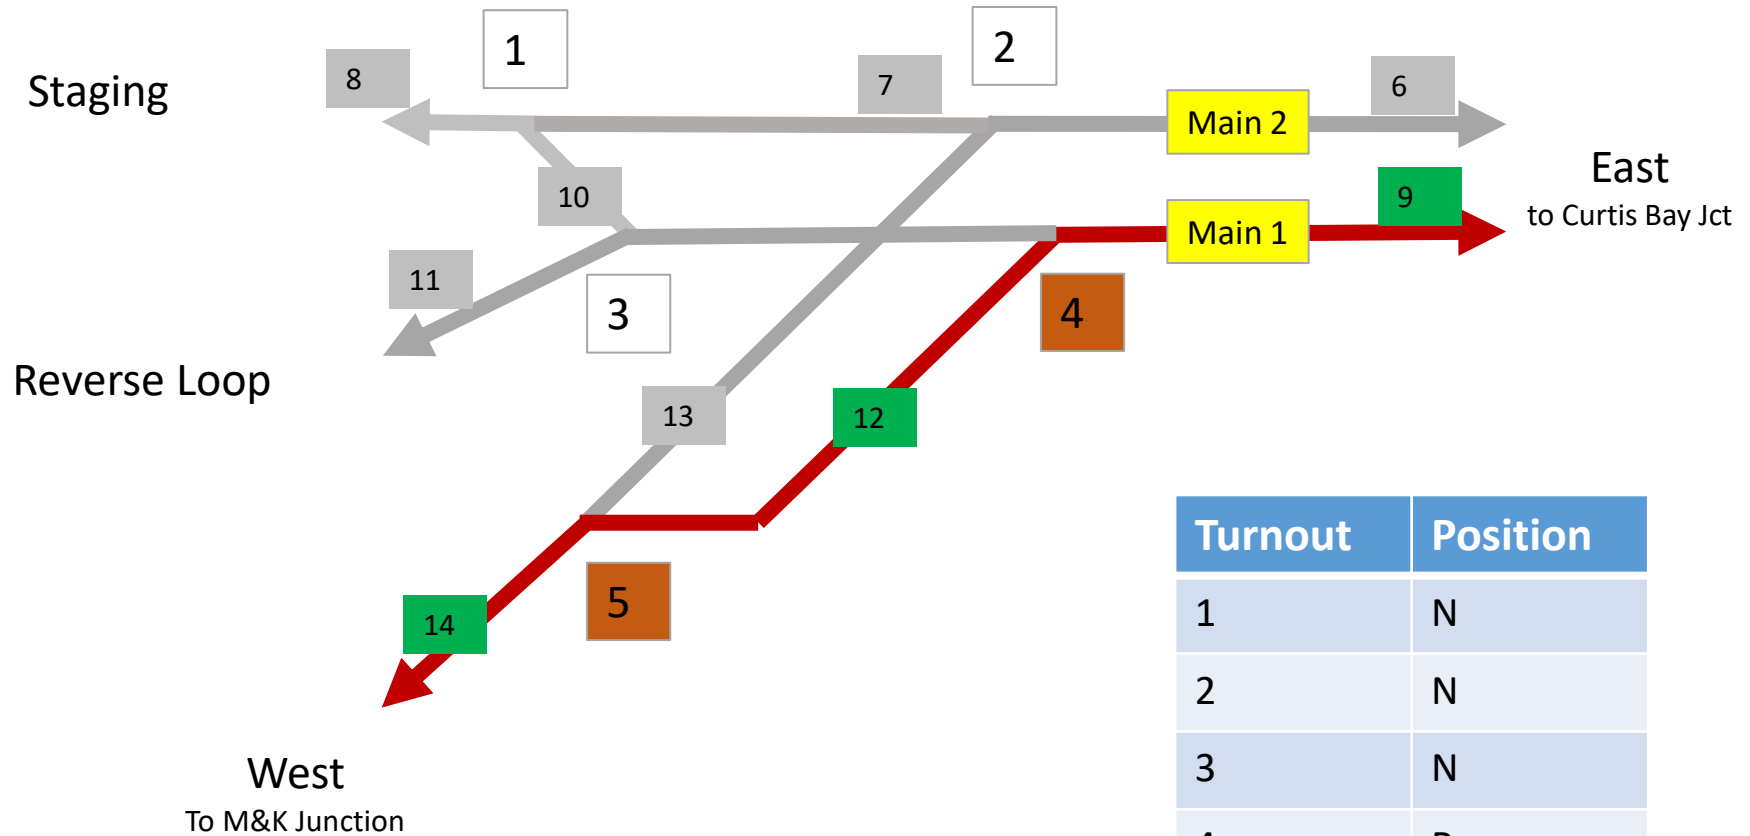 1
2
8
7
6
Staging
Main 2
East
to Curtis Bay Jct
10
9
Main 1
11
3
4
Reverse Loop
13
12
5
14
West
To M&K Junction
Turnout Position
1 N
2 N
3 N